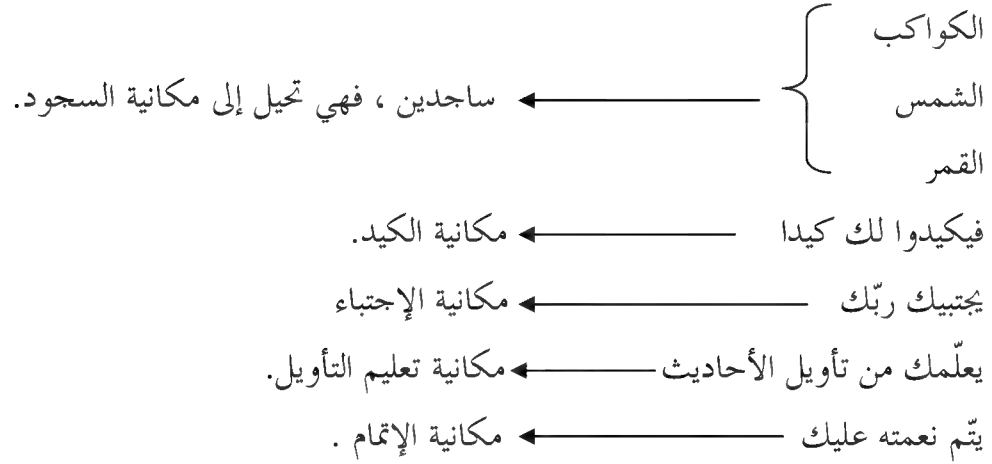 الكواكب
الشمس ساجدين ، فهي تحيل إلى مكانية السجود.
القمر
فيكيدوا لك كيدا مكانية الكيد.
يجتبيك ربّك مكانية الإجتباء
يعلّمك من تأويل الأحاديث مكانية تعليم التأويل.
يتّم نعمته عليك مكانية الإتمام .